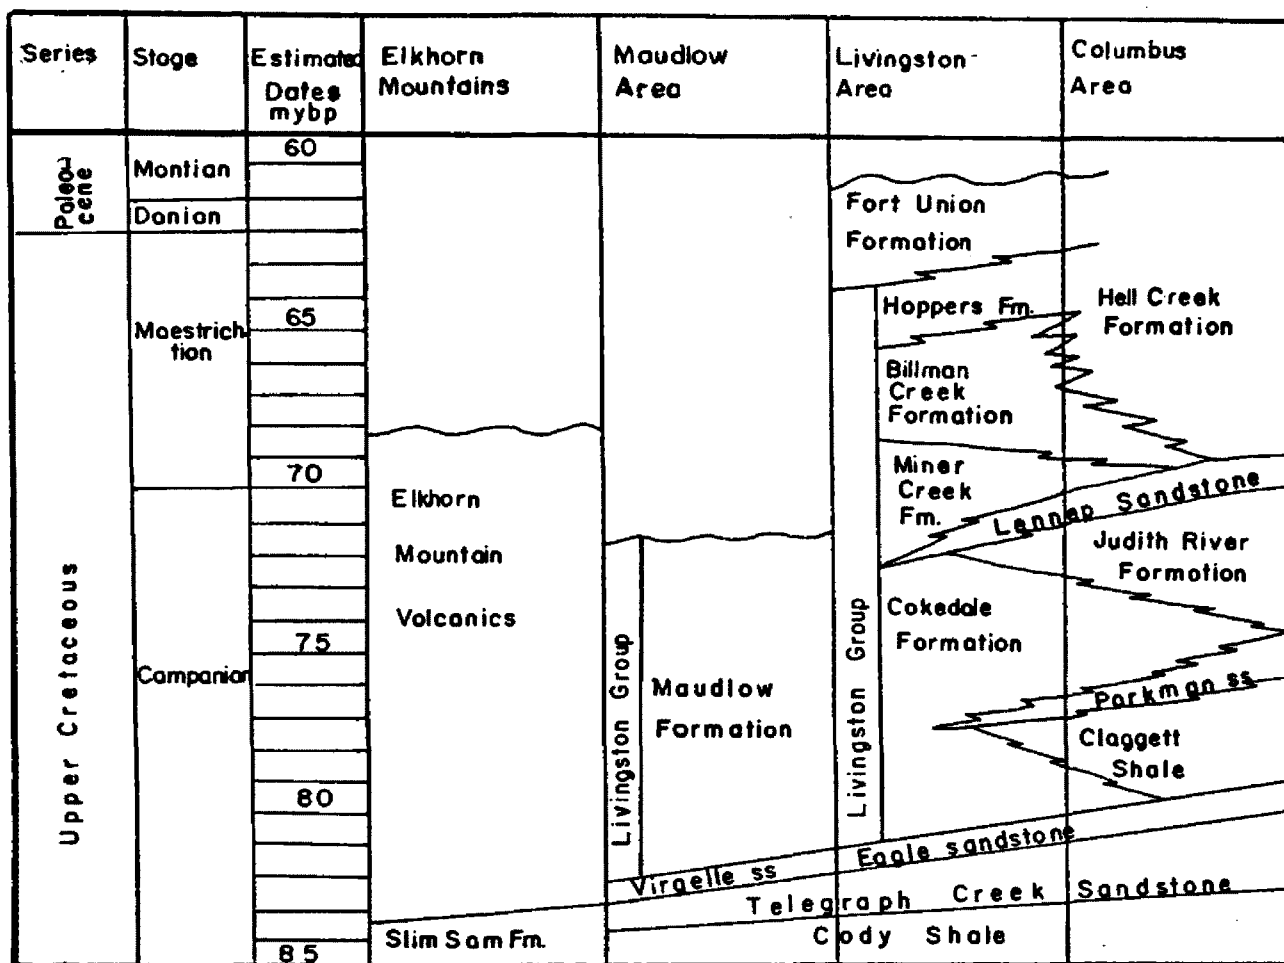 Series
Stage
Estimated
Dates
mybp
Elkhorn
Mountains
Maudlow
Area
Livingston
Area
Columbus
Area
Paleo-
cene
Montian
Danian
60
Fort Union
Formation
Upper Cretaceous
Maestrich-
tion
65
Hoppers Fm.
Hell Creek
Formation
Billman
Creek
Formation
70
Miner
Creek
Fm.
Lennep Sandstone
Campanian
Elkhorn
Mountain
Volcanics
75
Judith River
Formation
Livingston Group
Maudlow
Formation
Livingston Group
Cokedale
Formation
Parkman ss
Claggett
Shale
80
Virgelle ss
Eagle sandstone
Telegraph Creek Sandstone
Slim Sam Fm.
Cody Shale
85